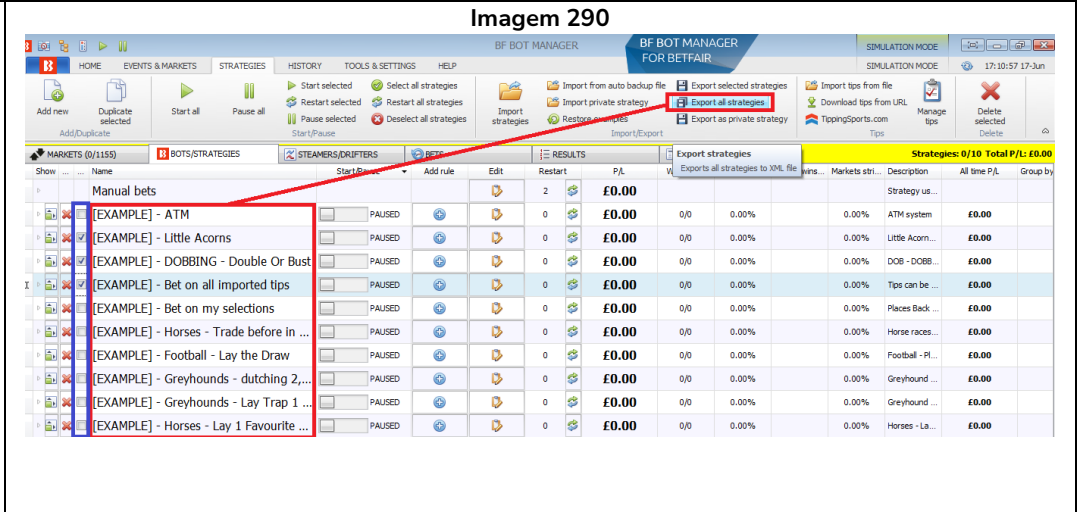 Imagem 290
BF BOT MANAGER
BF BOT MANAGER
FOR BETFAIR
SIMULATION MODE
B HOME EVENTS & MARKETS STRATEGIES HISTORY TOOLS & SETTINGS HELP
SIMULATION MODE 17:10:57 17-Jun
Add new
Duplicate selected
Start all
Pause all
Start selected
Select all strategies
Restart selected
Restart all strategies
Pause selected
Deselect all strategies
Import strategies
Import from auto backup file
Export selected strategies
Import private strategy
Export all strategies
Restore examples
Export as private strategy
Import tips from file
Download tips from URL
TippingSports.com
Manage tips
Delete selected
Add/Duplicate Start/Pause Import/Export Tips Delete
MARKETS (0/1155) BOTS/STRATEGIES STEAMERS/DRIFTERS BETS RESULTS Strategies: 0/10 Total P/L: £0.00
Export strategies
Exports all strategies to XML file
Show ... ... Name Start/Pause Add rule Edit Restart P/L wins... Markets stri... Description All time P/L Group by
Manual bets 2 £0.00 Strategy us...
[EXAMPLE] - ATM PAUSED 0 £0.00 0/0 0.00% 0.00% ATM system £0.00
[EXAMPLE] - Little Acorns PAUSED 0 £0.00 0/0 0.00% 0.00% Little Acorn... £0.00
[EXAMPLE] - DOBBING - Double Or Bust PAUSED 0 £0.00 0/0 0.00% 0.00% DOB - DOBB... £0.00
[EXAMPLE] - Bet on all imported tips PAUSED 0 £0.00 0/0 0.00% 0.00% Tips can be ... £0.00
[EXAMPLE] - Bet on my selections PAUSED 0 £0.00 0/0 0.00% 0.00% Places Back ... £0.00
[EXAMPLE] - Horses - Trade before in ... PAUSED 0 £0.00 0/0 0.00% 0.00% Horse races... £0.00
[EXAMPLE] - Football - Lay the Draw PAUSED 0 £0.00 0/0 0.00% 0.00% Football - Pl... £0.00
[EXAMPLE] - Greyhounds - dutching 2,... PAUSED 0 £0.00 0/0 0.00% 0.00% Greyhound ... £0.00
[EXAMPLE] - Greyhounds - Lay Trap 1 ... PAUSED 0 £0.00 0/0 0.00% 0.00% Greyhound ... £0.00
[EXAMPLE] - Horses - Lay 1 Favourite ... PAUSED 0 £0.00 0/0 0.00% 0.00% Horses - La... £0.00